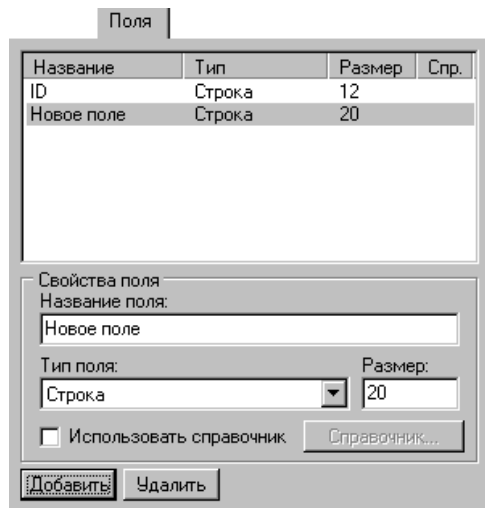 Поля
Название Тип Размер Спр.
ID Строка 12
Новое поле Строка 20
Свойства поля
Название поля:
Новое поле
Тип поля: Размер:
Строка 20
Использовать справочник Справочник...
Добавить Удалить